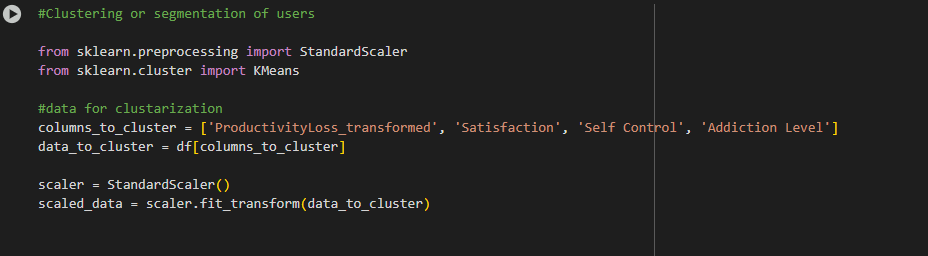 #Clustering or segmentation of users
from sklearn.preprocessing import StandardScaler
from sklearn.cluster import KMeans
#data for clustarization
columns_to_cluster = ['ProductivityLoss_transformed', 'Satisfaction', 'Self Control', 'Addiction Level']
data_to_cluster = df[columns_to_cluster]
scaler = StandardScaler()
scaled_data = scaler.fit_transform(data_to_cluster)